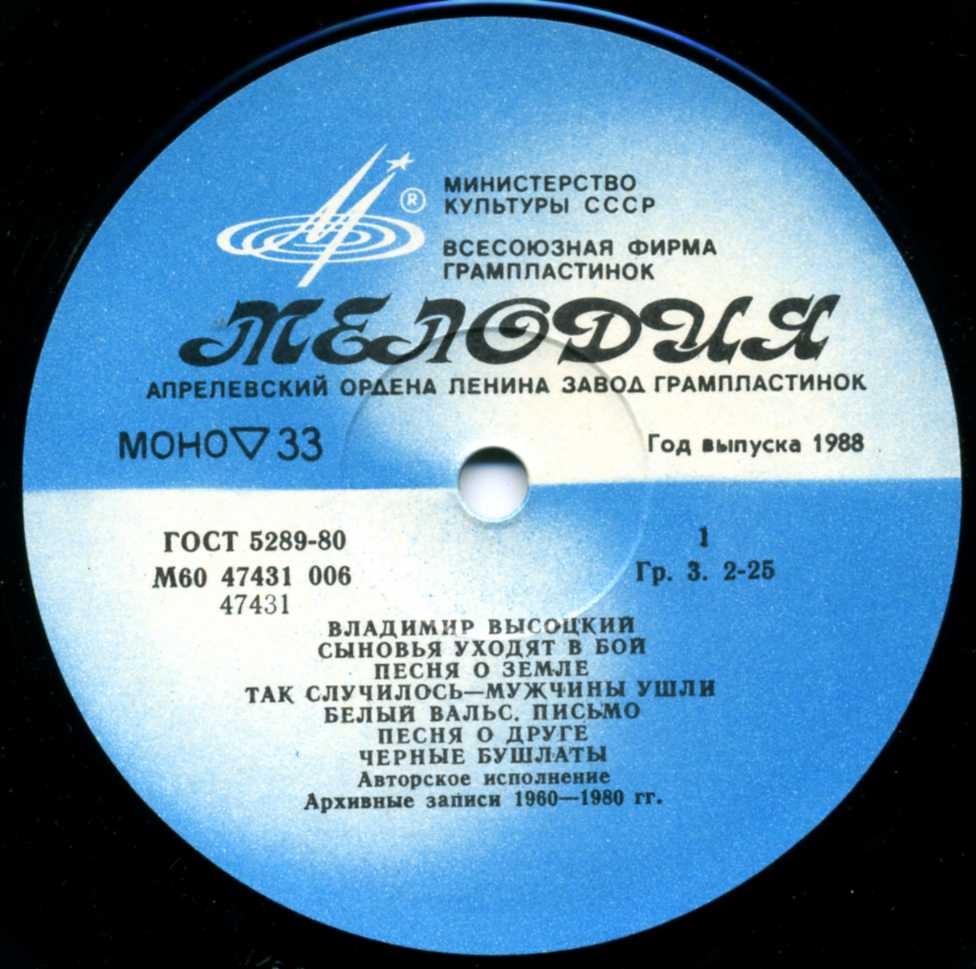 ®
МИНИСТЕРСТВО
КУЛЬТУРЫ СССР
ВСЕСОЮЗНАЯ ФИРМА
ГРАМПЛАСТИНОК
МЕЛОДИЯ
АПРЕЛЕВСКИЙ ОРДЕНА ЛЕНИНА ЗАВОД ГРАМПЛАСТИНОК
МОНО ▽ 33
Год выпуска 1988
ГОСТ 5289-80
1
М60 47431 006
Гр. 3. 2-25
47431
ВЛАДИМИР ВЫСОЦКИЙ
СЫНОВЬЯ УХОДЯТ В БОЙ
ПЕСНЯ О ЗЕМЛЕ
ТАК СЛУЧИЛОСЬ—МУЖЧИНЫ УШЛИ
БЕЛЫЙ ВАЛЬС. ПИСЬМО
ПЕСНЯ О ДРУГЕ
ЧЕРНЫЕ БУШЛАТЫ
Авторское исполнение
Архивные записи 1960—1980 гг.